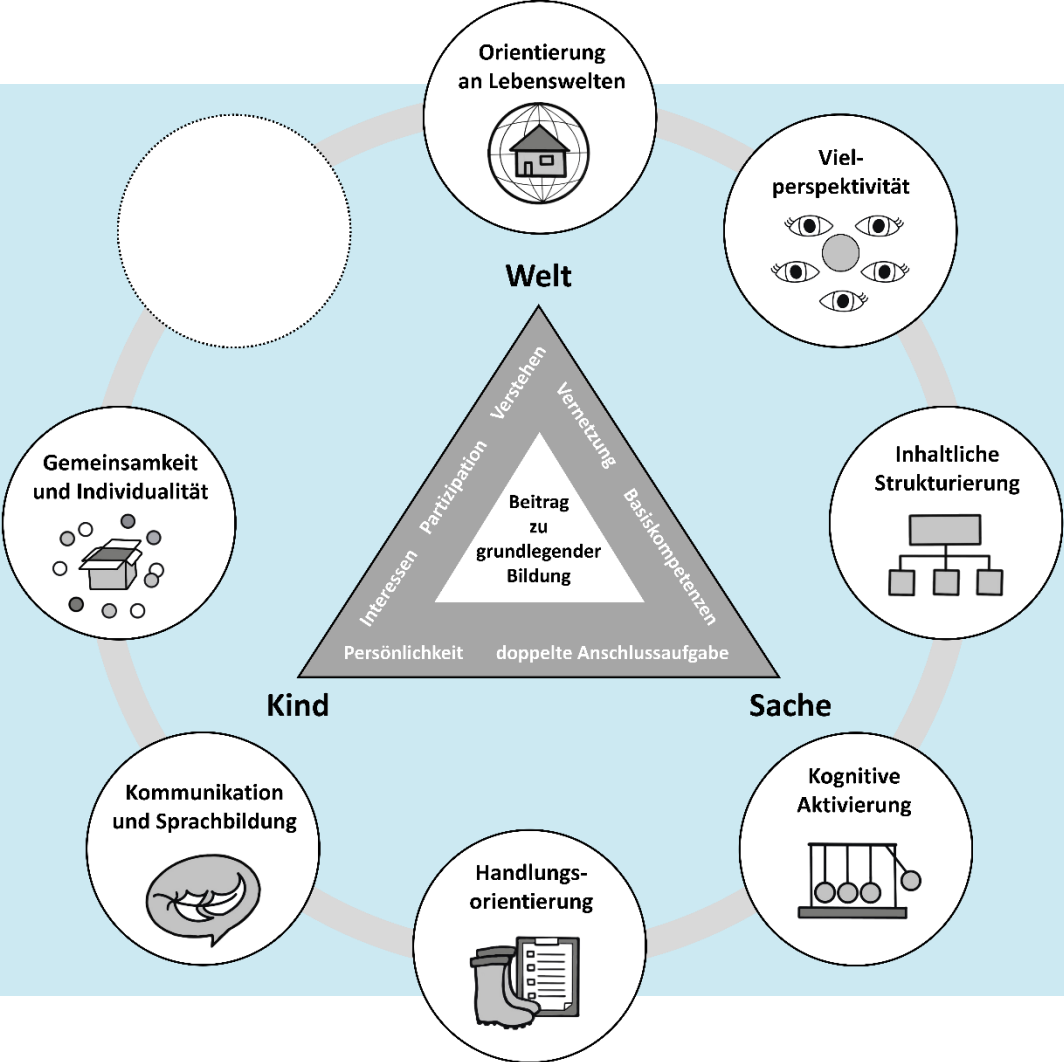 Orientierung
an Lebenswelten
Viel-
perspektivität
Inhaltliche
Strukturierung
Kognitive
Aktivierung
Handlungs-
orientierung
Kommunikation
und Sprachbildung
Gemeinsamkeit
und Individualität
Welt
Kind
Sache
Interessen
Partizipation
Verstehen
Vernetzung
Basiskompetenzen
Persönlichkeit
doppelte Anschlussaufgabe
Beitrag
zu
grundlegender
Bildung